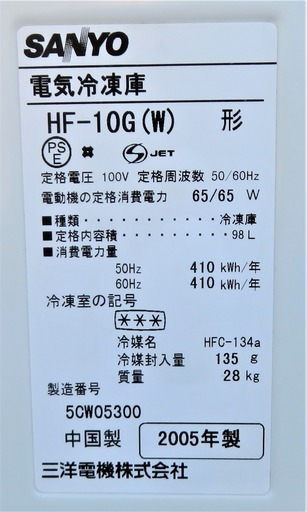 SANYO
電気冷凍庫
HF-10G(W) 形
PS E JET
定格電圧 100V 定格周波数 50/60Hz
電動機の定格消費電力 65/65 W
■種類・・・・・・・・・・・・冷凍庫
■定格内容積・・・・・・・・・・98L
■消費電力量
50Hz 410 kWh/年
60Hz 410 kWh/年
冷凍室の記号
***
冷媒名 HFC-134a
冷媒封入量 135 g
質量 28 kg
製造番号
5CW05300
中国製 2005年製
三洋電機株式会社